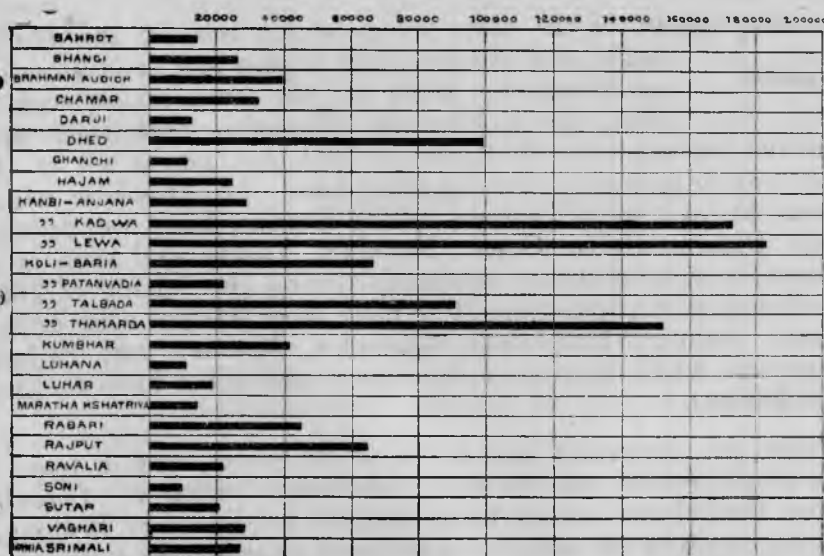 20000 40000 60000 80000 100000 120000 140000 160000 180000 200000
BAHROT
BHANGI
BRAHMAN AUDICH
CHAMAR
DARJI
DHED
GHANCHI
HAJAM
KANBI-ANJANA
" KADWA
" LEWA
KOLI-BARIA
" PATANVADIA
" TALBADA
" THAKARDA
KUMBHAR
LUHANA
LUHAR
MARATHA KSHATRIYA
RABARI
RAJPUT
RAVALIA
SONI
SUTAR
VAGHARI
SRIMALI